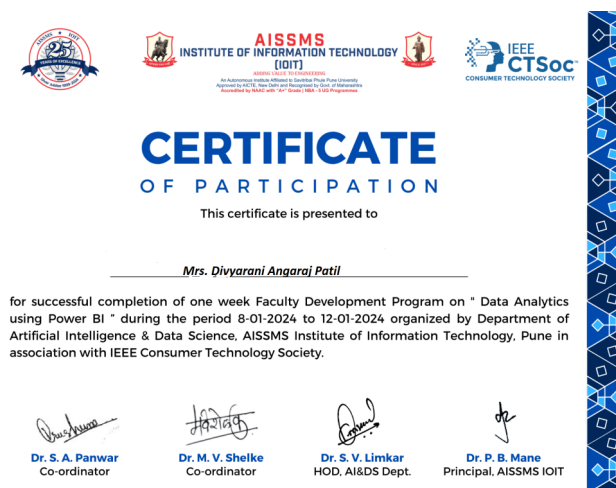 AISSMS IOIT
25
YEARS OF EXCELLENCE
AISSMS
INSTITUTE OF INFORMATION TECHNOLOGY
(IOIT)
ADDING VALUE TO ENGINEERING
An Autonomous Institute Affiliated to Savitribai Phule Pune University
Approved by AICTE, New Delhi and Recognised by Govt. of Maharashtra
Accredited by NAAC with "A+" Grade | NBA - 5 UG Programmes
IEEE
CTSoc
CONSUMER TECHNOLOGY SOCIETY
CERTIFICATE
OF PARTICIPATION
This certificate is presented to
Mrs. Divyarani Angaraj Patil
for successful completion of one week Faculty Development Program on " Data Analytics
using Power BI " during the period 8-01-2024 to 12-01-2024 organized by Department of
Artificial Intelligence & Data Science, AISSMS Institute of Information Technology, Pune in
association with IEEE Consumer Technology Society.
Dr. S. A. Panwar
Co-ordinator
Dr. M. V. Shelke
Co-ordinator
Dr. S. V. Limkar
HOD, AI&DS Dept.
Dr. P. B. Mane
Principal, AISSMS IOIT